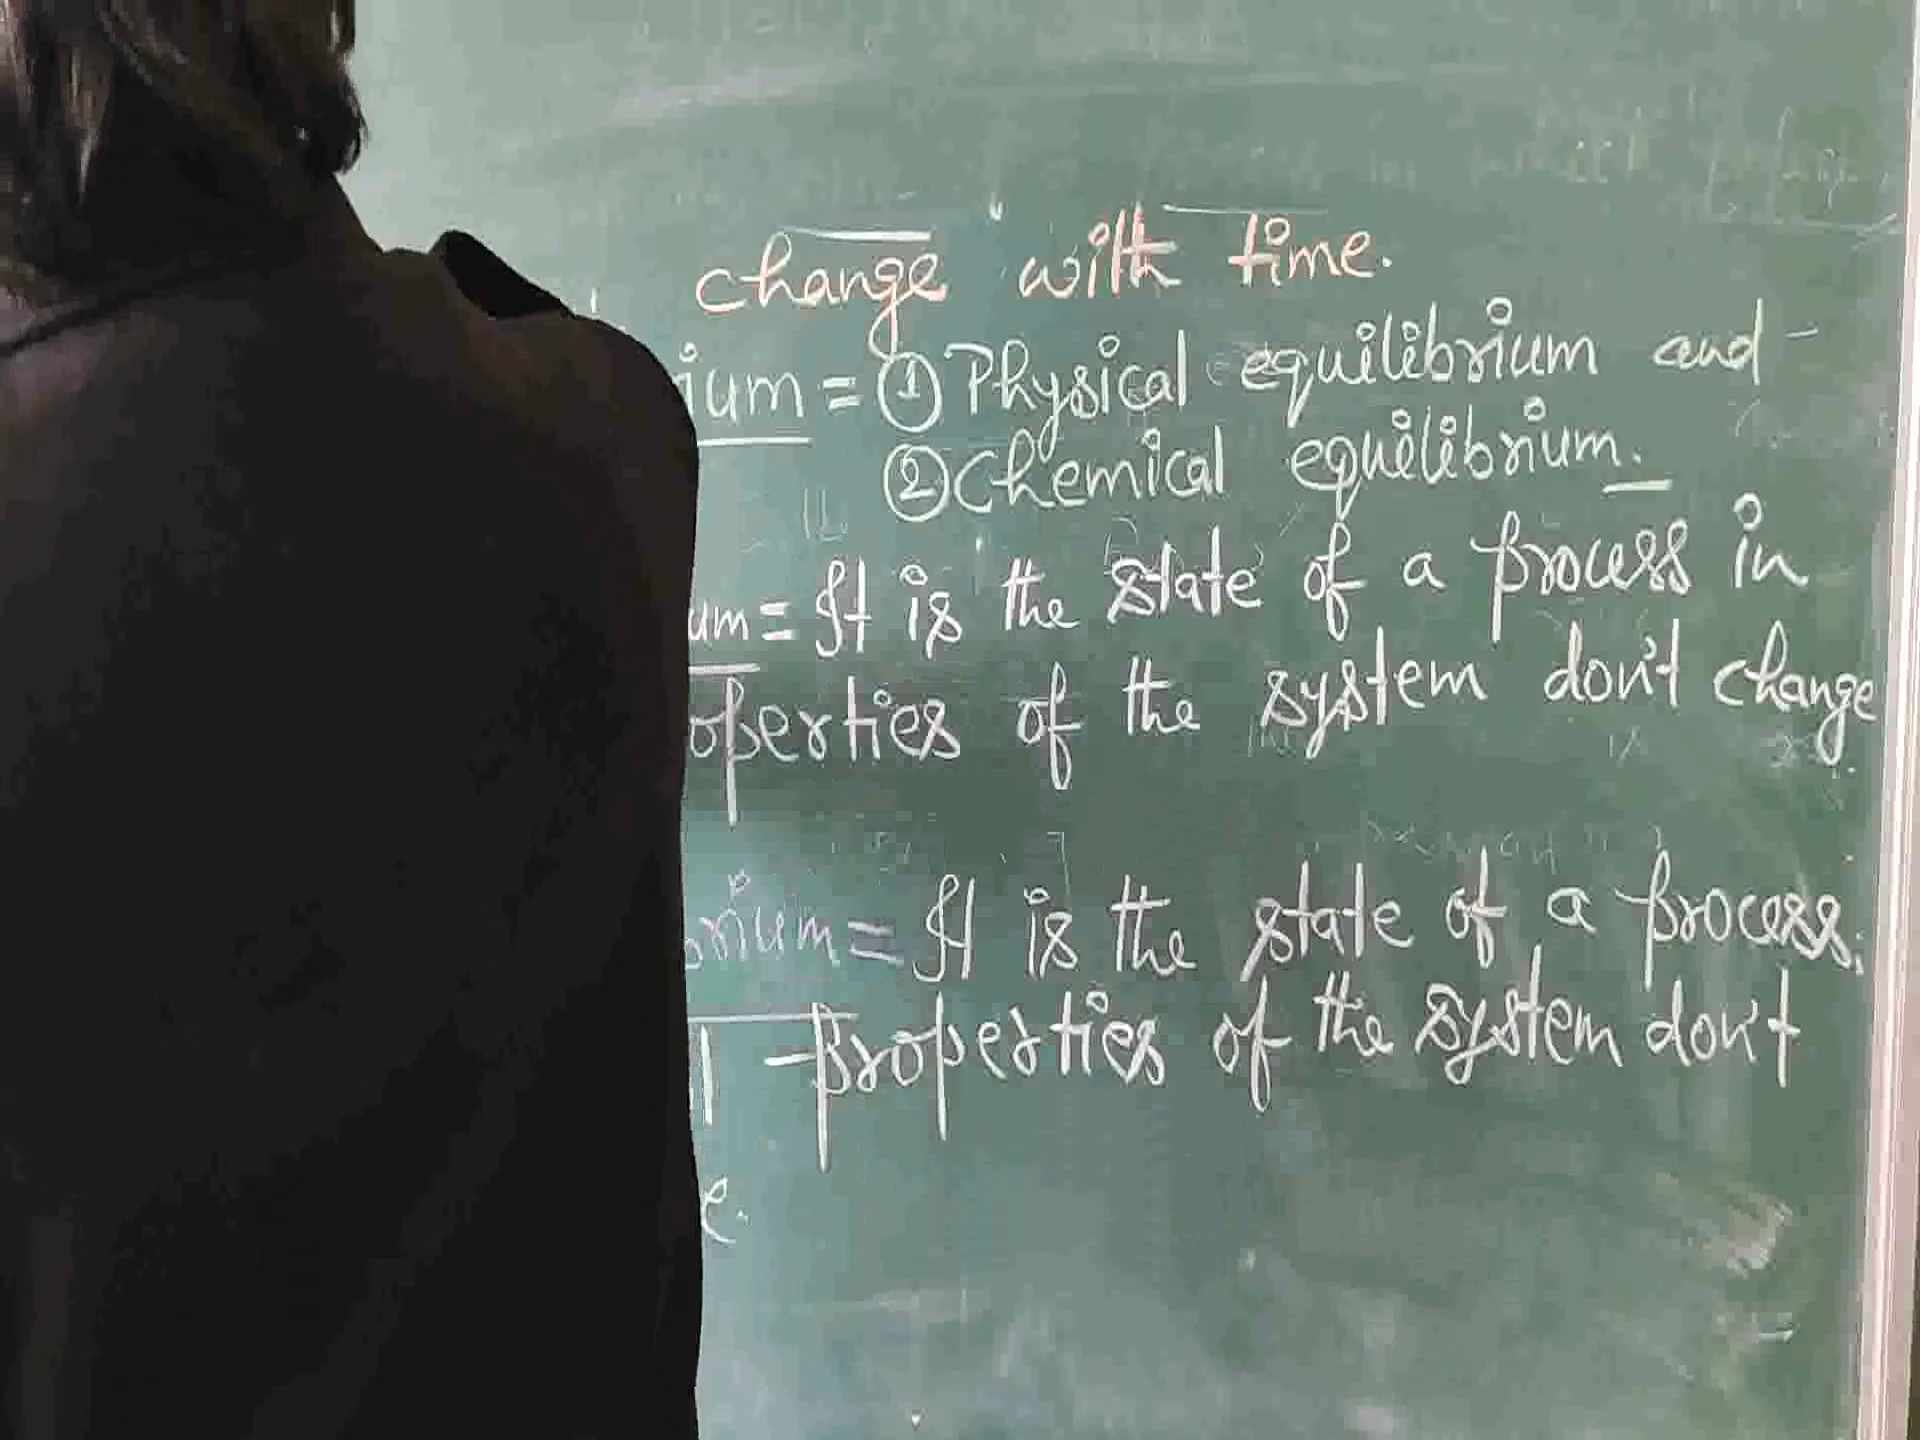 change with time.
ium = ① Physical equilibrium and -
② Chemical equilibrium.
um = It is the state of a process in
operties of the system don't change
brium = It is the state of a process.
l properties of the system don't
e.